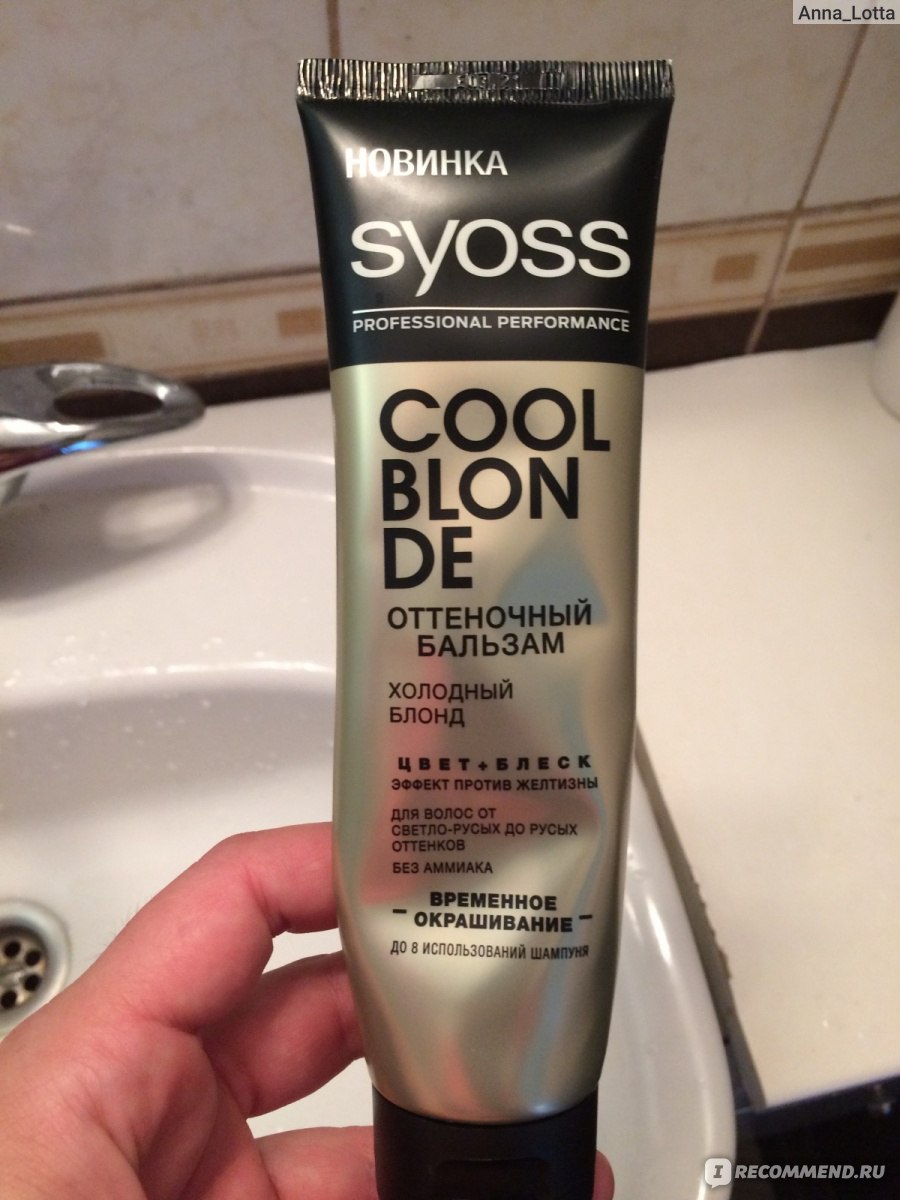 Anna_Lotta
НОВИНКА
syoss
PROFESSIONAL PERFORMANCE
COOL
BLON
DE
ОТТЕНОЧНЫЙ
БАЛЬЗАМ
ХОЛОДНЫЙ
БЛОНД
ЦВЕТ+БЛЕСК
ЭФФЕКТ ПРОТИВ ЖЕЛТИЗНЫ
ДЛЯ ВОЛОС ОТ
СВЕТЛО-РУСЫХ ДО РУСЫХ
ОТТЕНКОВ
БЕЗ АММИАКА
ВРЕМЕННОЕ
– ОКРАШИВАНИЕ –
ДО 8 ИСПОЛЬЗОВАНИЙ ШАМПУНЯ
IRECOMMEND.RU